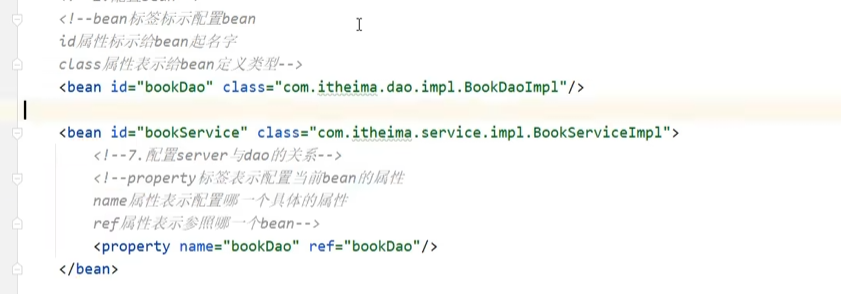 <!--bean标签标示配置bean
id属性标示给bean起名字
class属性表示给bean定义类型-->
<bean id="bookDao" class="com.itheima.dao.impl.BookDaoImpl"/>
<bean id="bookService" class="com.itheima.service.impl.BookServiceImpl">
<!--7.配置server与dao的关系-->
<!--property标签表示配置当前bean的属性
name属性表示配置哪一个具体的属性
ref属性表示参照哪一个bean-->
<property name="bookDao" ref="bookDao"/>
</bean>